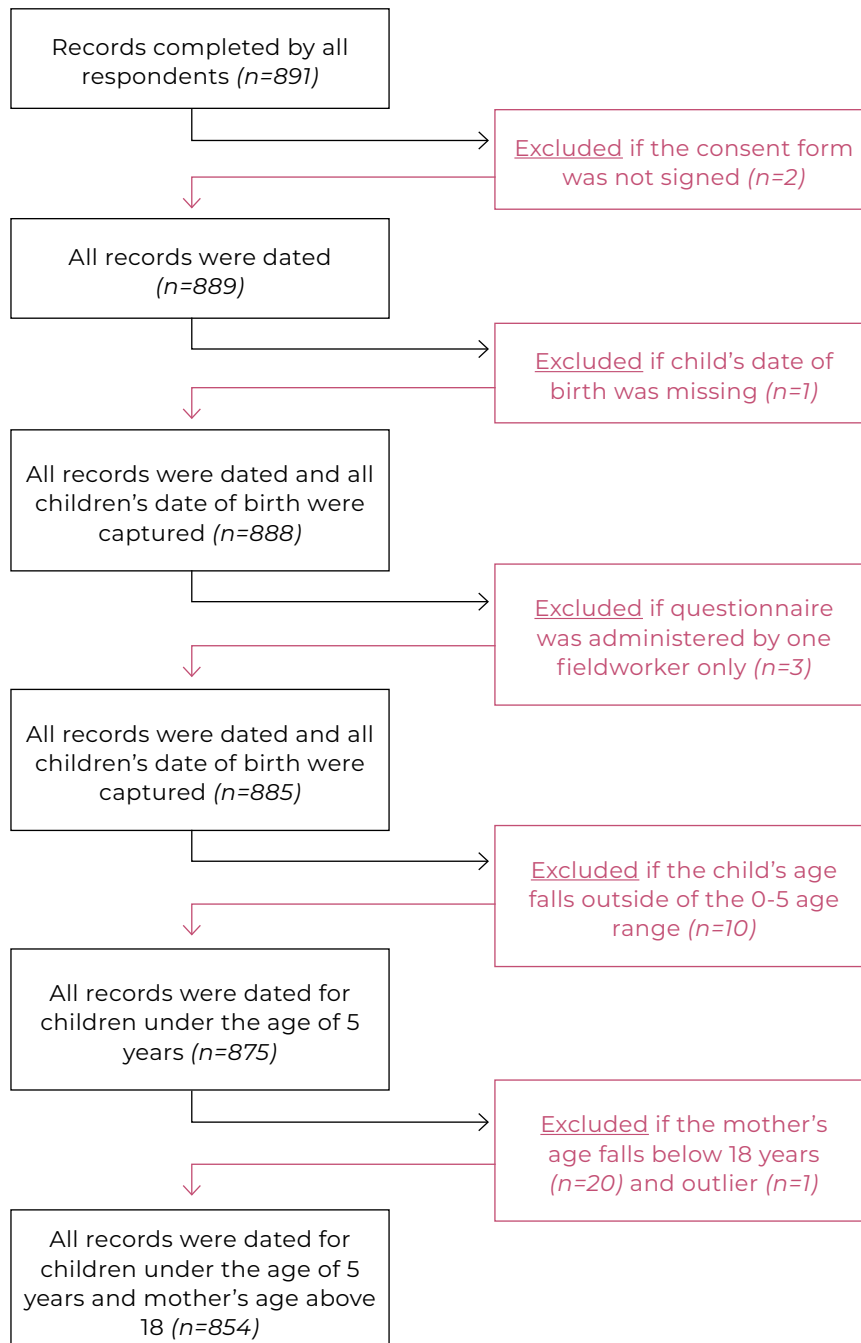 Records completed by all
respondents (n=891)
Excluded if the consent form
was not signed (n=2)
All records were dated
(n=889)
Excluded if child’s date of
birth was missing (n=1)
All records were dated and all
children’s date of birth were
captured (n=888)
Excluded if questionnaire
was administered by one
fieldworker only (n=3)
All records were dated and all
children’s date of birth were
captured (n=885)
Excluded if the child’s age
falls outside of the 0-5 age
range (n=10)
All records were dated for
children under the age of 5
years (n=875)
Excluded if the mother’s
age falls below 18 years
(n=20) and outlier (n=1)
All records were dated for
children under the age of 5
years and mother’s age above
18 (n=854)